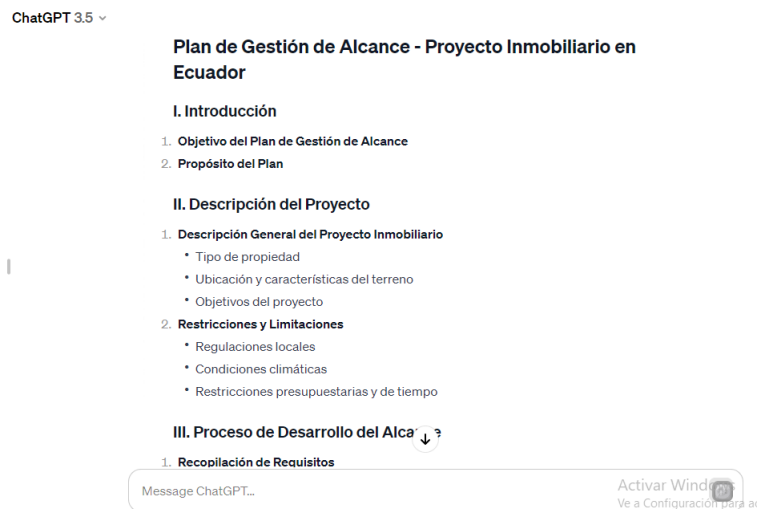 ChatGPT 3.5
Plan de Gestión de Alcance - Proyecto Inmobiliario en
Ecuador
I. Introducción
1. Objetivo del Plan de Gestión de Alcance
2. Propósito del Plan
II. Descripción del Proyecto
1. Descripción General del Proyecto Inmobiliario
• Tipo de propiedad
• Ubicación y características del terreno
• Objetivos del proyecto
2. Restricciones y Limitaciones
• Regulaciones locales
• Condiciones climáticas
• Restricciones presupuestarias y de tiempo
III. Proceso de Desarrollo del Alcance
1. Recopilación de Requisitos
Message ChatGPT...
Activar Windows
Ve a Configuración para